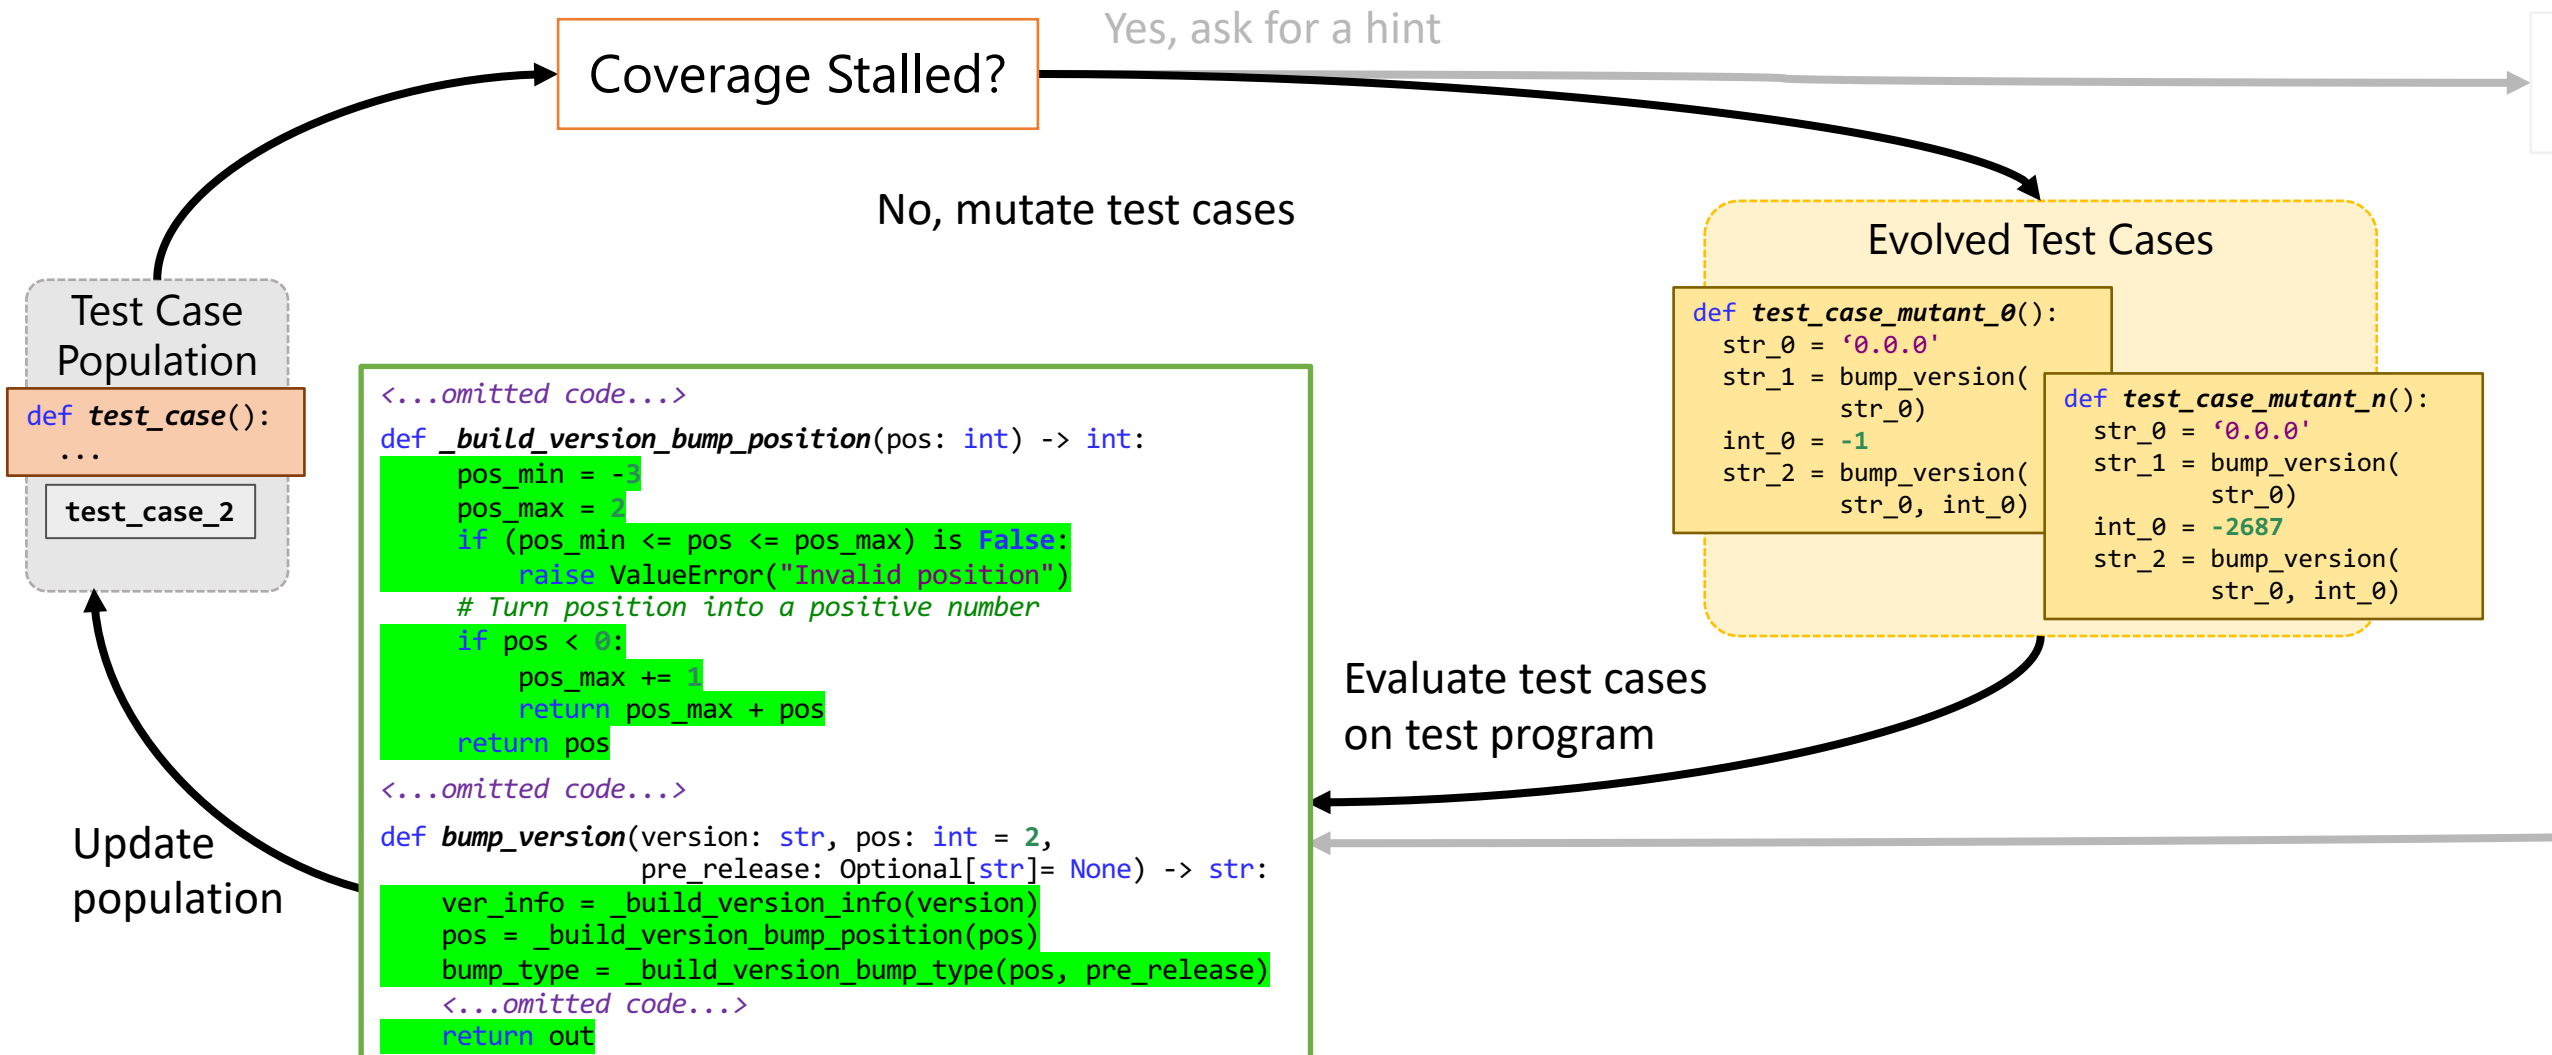 Yes, ask for a hint
Coverage Stalled?
No, mutate test cases
Test Case
Population
def test_case():
...
test_case_2
Update
population
<...omitted code...>
def _build_version_bump_position(pos: int) -> int:
pos_min = -3
pos_max = 2
if (pos_min <= pos <= pos_max) is False:
raise ValueError("Invalid position")
# Turn position into a positive number
if pos < 0:
pos_max += 1
return pos_max + pos
return pos
<...omitted code...>
def bump_version(version: str, pos: int = 2,
pre_release: Optional[str]= None) -> str:
ver_info = _build_version_info(version)
pos = _build_version_bump_position(pos)
bump_type = _build_version_bump_type(pos, pre_release)
<...omitted code...>
return out
Evolved Test Cases
def test_case_mutant_0():
str_0 = ‘0.0.0'
str_1 = bump_version(
str_0)
int_0 = -1
str_2 = bump_version(
str_0, int_0)
def test_case_mutant_n():
str_0 = ‘0.0.0'
str_1 = bump_version(
str_0)
int_0 = -2687
str_2 = bump_version(
str_0, int_0)
Evaluate test cases
on test program